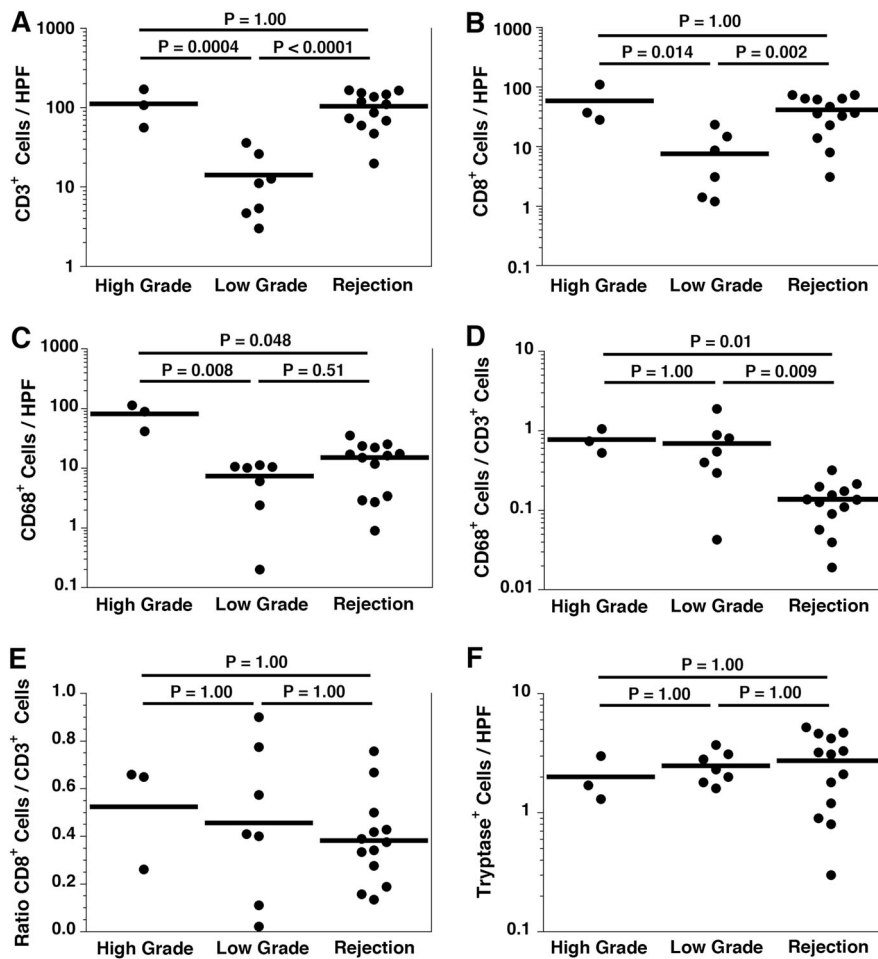 A
P = 1.00
P = 0.0004 P < 0.0001
CD3+ Cells / HPF
1000
100
10
1
High Grade Low Grade Rejection
B
P = 1.00
P = 0.014 P = 0.002
CD8+ Cells / HPF
1000
100
10
1
0.1
High Grade Low Grade Rejection
C
P = 0.048
P = 0.008 P = 0.51
CD68+ Cells / HPF
1000
100
10
1
0.1
High Grade Low Grade Rejection
D
P = 0.01
P = 1.00 P = 0.009
CD68+ Cells / CD3+ Cells
10
1
0.1
0.01
High Grade Low Grade Rejection
E
P = 1.00
P = 1.00 P = 1.00
Ratio CD8+ Cells / CD3+ Cells
1.0
0.8
0.6
0.4
0.2
0.0
High Grade Low Grade Rejection
F
P = 1.00
P = 1.00 P = 1.00
Tryptase+ Cells / HPF
10
1
0.1
High Grade Low Grade Rejection